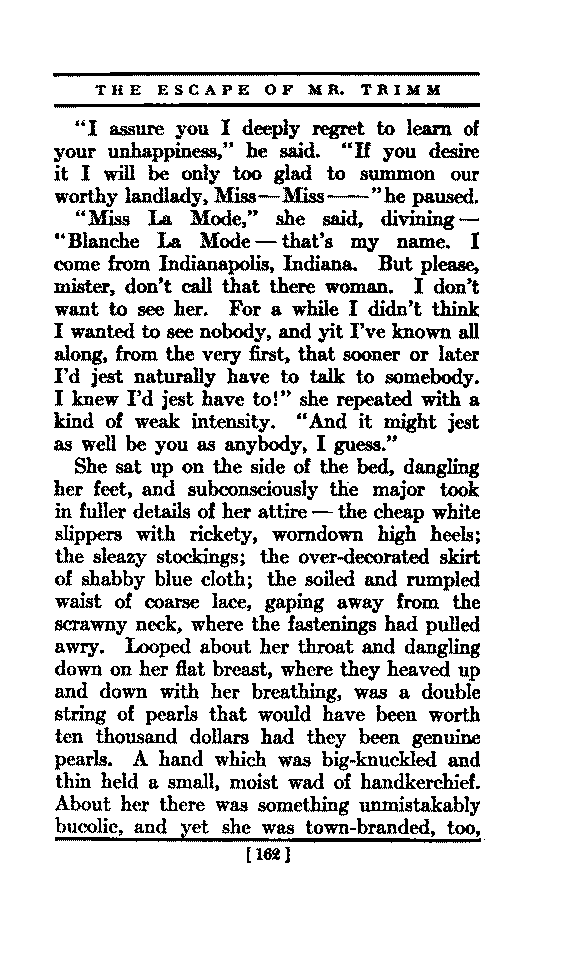 THE ESCAPE OF MR. TRIMM
"I assure you I deeply regret to learn of
your unhappiness," he said. "If you desire
it I will be only too glad to summon our
worthy landlady, Miss—Miss——" he paused.
"Miss La Mode," she said, divining—
"Blanche La Mode—that's my name. I
come from Indianapolis, Indiana. But please,
mister, don't call that there woman. I don't
want to see her. For a while I didn't think
I wanted to see nobody, and yit I've known all
along, from the very first, that sooner or later
I'd jest naturally have to talk to somebody.
I knew I'd jest have to!" she repeated with a
kind of weak intensity. "And it might jest
as well be you as anybody, I guess."
She sat up on the side of the bed, dangling
her feet, and subconsciously the major took
in fuller details of her attire—the cheap white
slippers with rickety, worndown high heels;
the sleazy stockings; the over-decorated skirt
of shabby blue cloth; the soiled and rumpled
waist of coarse lace, gaping away from the
scrawny neck, where the fastenings had pulled
awry. Looped about her throat and dangling
down on her flat breast, where they heaved up
and down with her breathing, was a double
string of pearls that would have been worth
ten thousand dollars had they been genuine
pearls. A hand which was big-knuckled and
thin held a small, moist wad of handkerchief.
About her there was something unmistakably
bucolic, and yet she was town-branded, too,
[162]